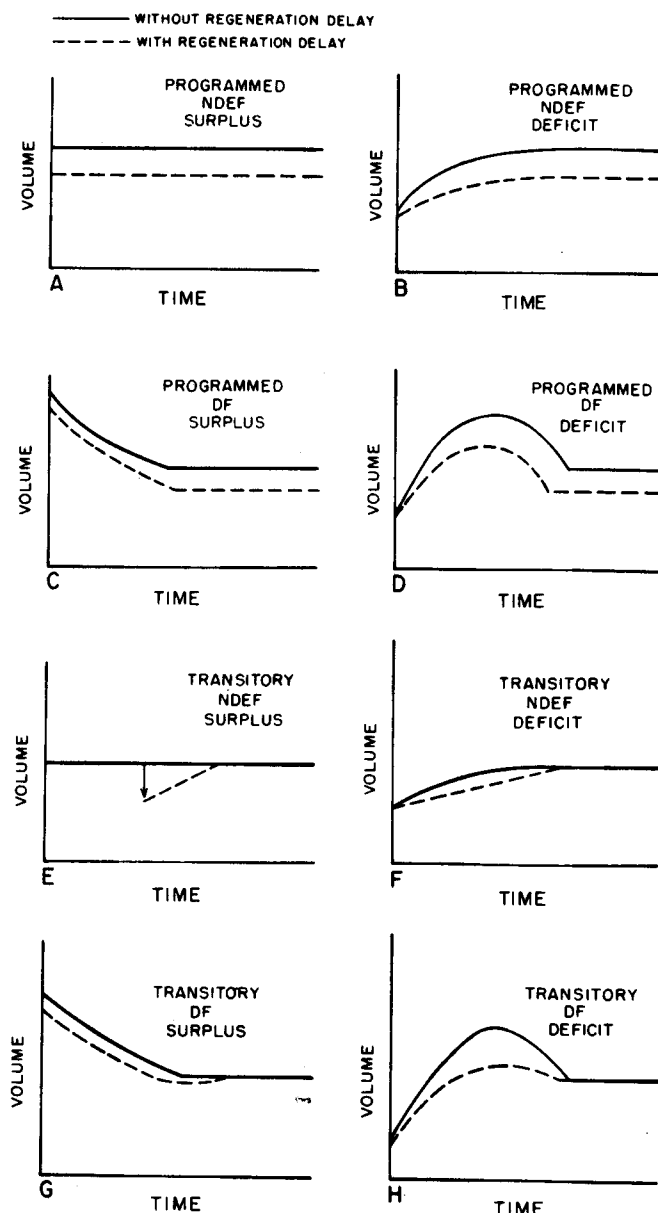 WITHOUT REGENERATION DELAY
WITH REGENERATION DELAY
PROGRAMMED
NDEF
SURPLUS
VOLUME
A
TIME
PROGRAMMED
NDEF
DEFICIT
VOLUME
B
TIME
PROGRAMMED
DF
SURPLUS
VOLUME
C
TIME
PROGRAMMED
DF
DEFICIT
VOLUME
D
TIME
TRANSITORY
NDEF
SURPLUS
VOLUME
E
TIME
TRANSITORY
NDEF
DEFICIT
VOLUME
F
TIME
TRANSITORY
DF
SURPLUS
VOLUME
G
TIME
TRANSITORY
DF
DEFICIT
VOLUME
H
TIME